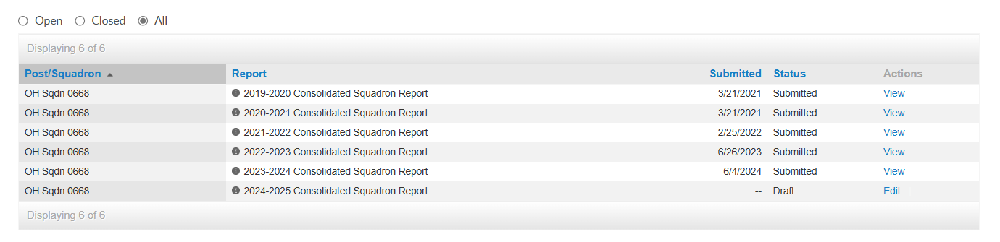 Open Closed All
Displaying 6 of 6
Post/Squadron Report Submitted Status Actions
OH Sqdn 0668 2019-2020 Consolidated Squadron Report 3/21/2021 Submitted View
OH Sqdn 0668 2020-2021 Consolidated Squadron Report 3/21/2021 Submitted View
OH Sqdn 0668 2021-2022 Consolidated Squadron Report 2/25/2022 Submitted View
OH Sqdn 0668 2022-2023 Consolidated Squadron Report 6/26/2023 Submitted View
OH Sqdn 0668 2023-2024 Consolidated Squadron Report 6/4/2024 Submitted View
OH Sqdn 0668 2024-2025 Consolidated Squadron Report -- Draft Edit
Displaying 6 of 6